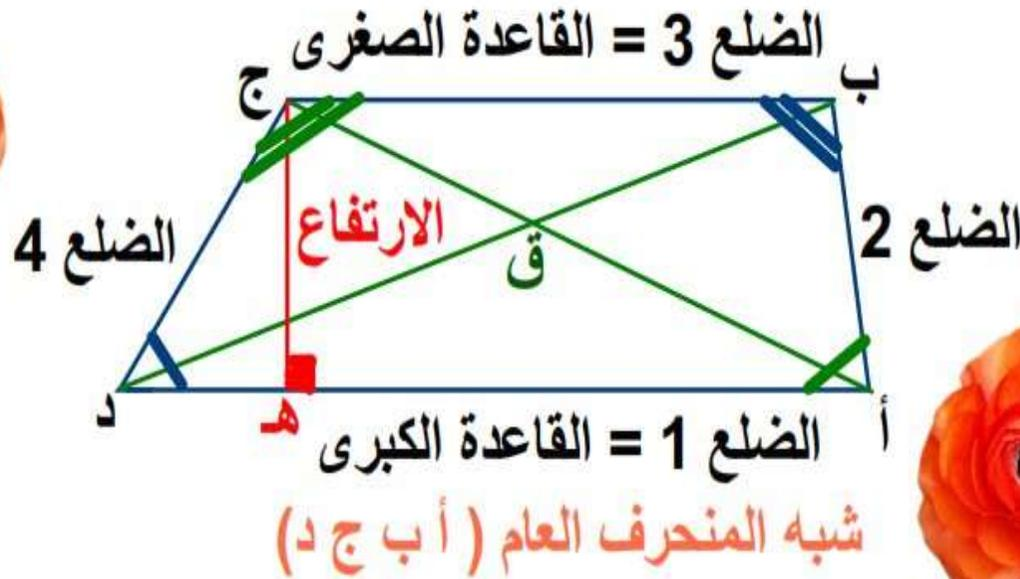 الضلع 3 = القاعدة الصغرى
ب
ج
الضلع 2
الارتفاع
الضلع 4
ق
أ
هـ
د
الضلع 1 = القاعدة الكبرى
شبه المنحرف العام ( أ ب ج د)